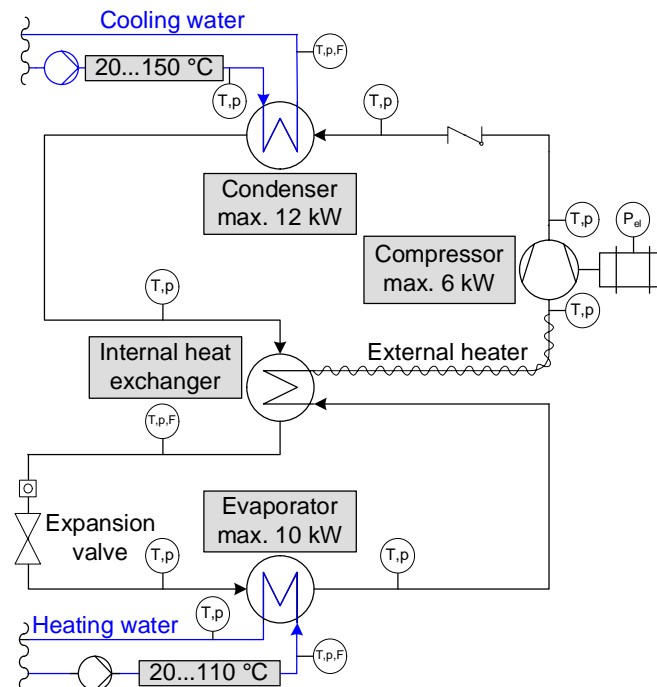 Cooling water
T,p,F
20...150 °C
T,p
T,p
Condenser
max. 12 kW
T,p
P_el
Compressor
max. 6 kW
T,p
T,p
External heater
Internal heat
exchanger
T,p,F
Evaporator
max. 10 kW
Expansion
valve
T,p
T,p
Heating water
T,p
T,p,F
20...110 °C